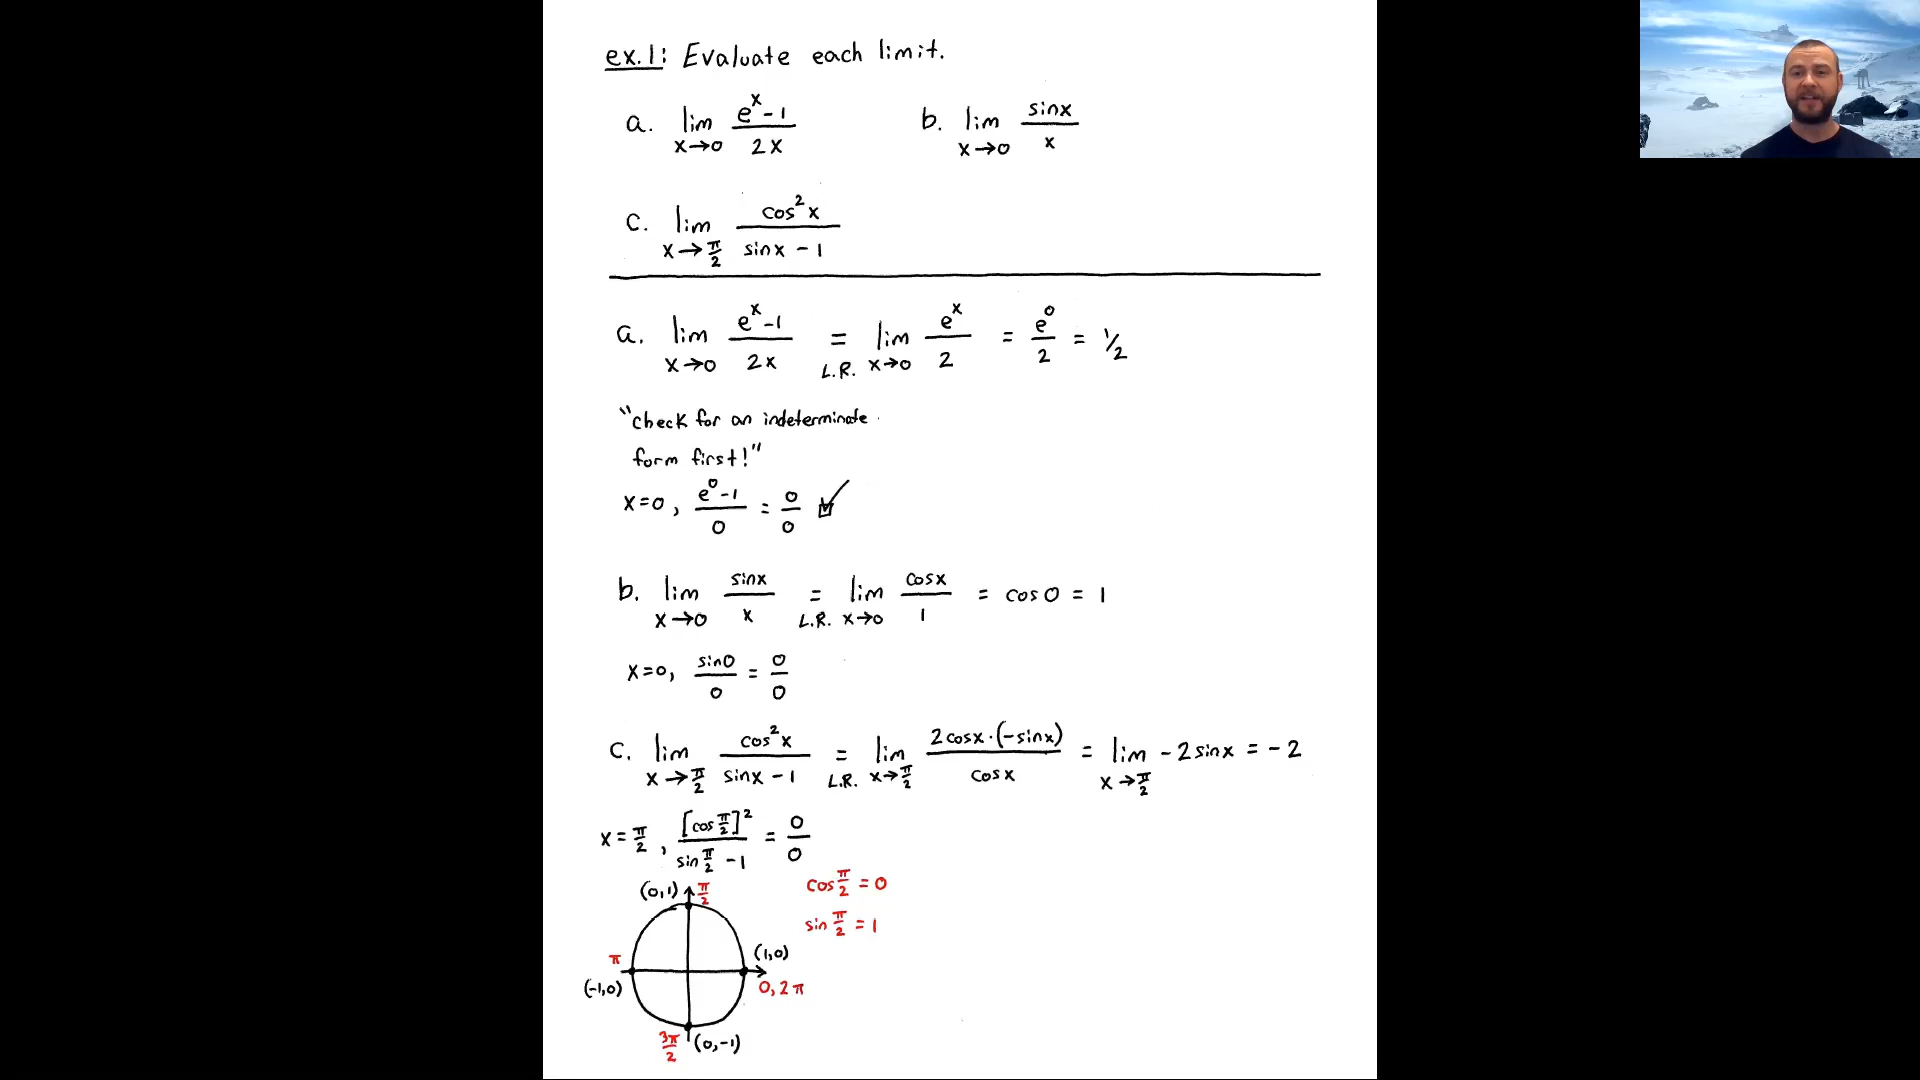 ex.1: Evaluate each limit.
a. lim x→0 (e^x - 1)/(2x)
b. lim x→0 sinx/x
c. lim x→π/2 cos²x/(sinx - 1)
a. lim x→0 (e^x - 1)/(2x) = L.R. lim x→0 e^x/2 = e^0/2 = 1/2
"check for an indeterminate
form first!"
x=0, (e^0 - 1)/0 = 0/0 ✓
b. lim x→0 sinx/x = L.R. lim x→0 cosx/1 = cos0 = 1
x=0, sin0/0 = 0/0
c. lim x→π/2 cos²x/(sinx - 1) = L.R. lim x→π/2 2cosx·(-sinx)/cosx = lim x→π/2 -2sinx = -2
x = π/2, [cos π/2]²/(sin π/2 - 1) = 0/0
(0,1) π/2
cos π/2 = 0
sin π/2 = 1
(1,0)
π
(-1,0)
0, 2π
3π/2 (0,-1)